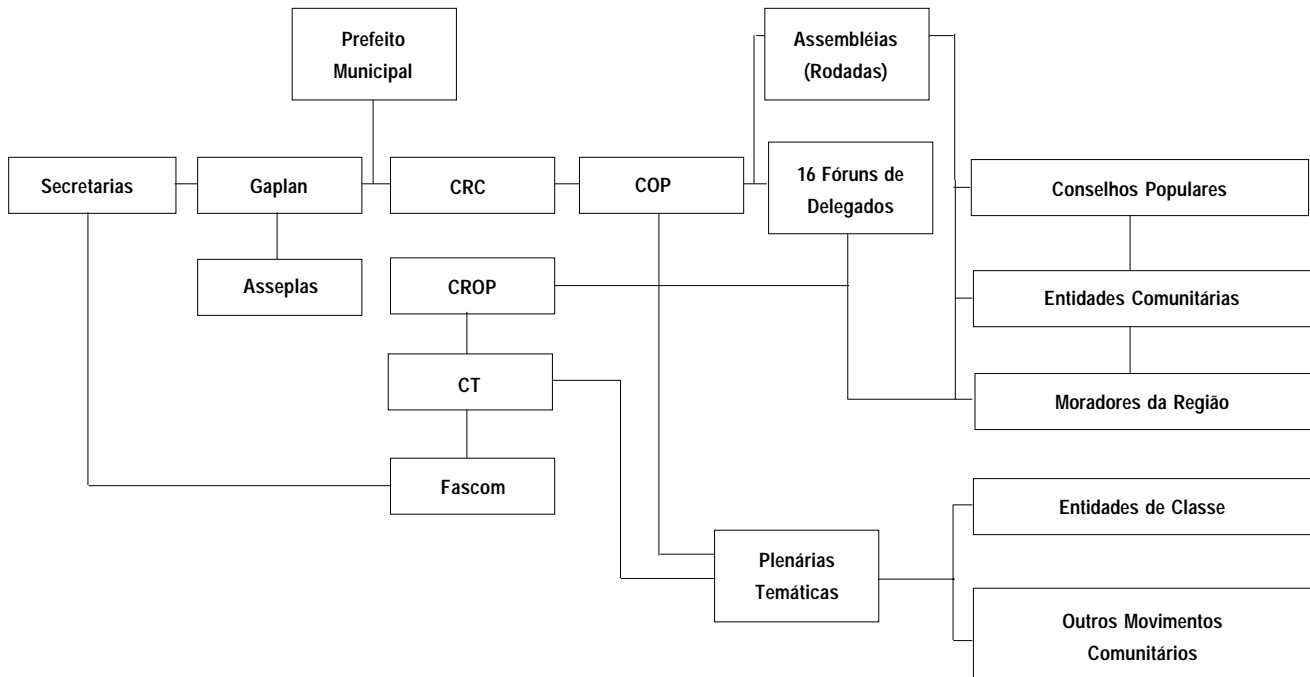 Prefeito
Municipal
Assembléias
(Rodadas)
Secretarias
Gaplan
CRC
COP
16 Fóruns de
Delegados
Conselhos Populares
Asseplas
CROP
Entidades Comunitárias
CT
Moradores da Região
Fascom
Entidades de Classe
Plenárias
Temáticas
Outros Movimentos
Comunitários